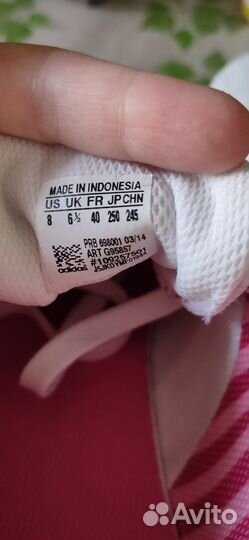 MADE IN INDONESIA
US UK FR JP CHN
8 6½ 40 250 245
PRB 698001 03/14
ART G95857
#109257501
adidas
Avito